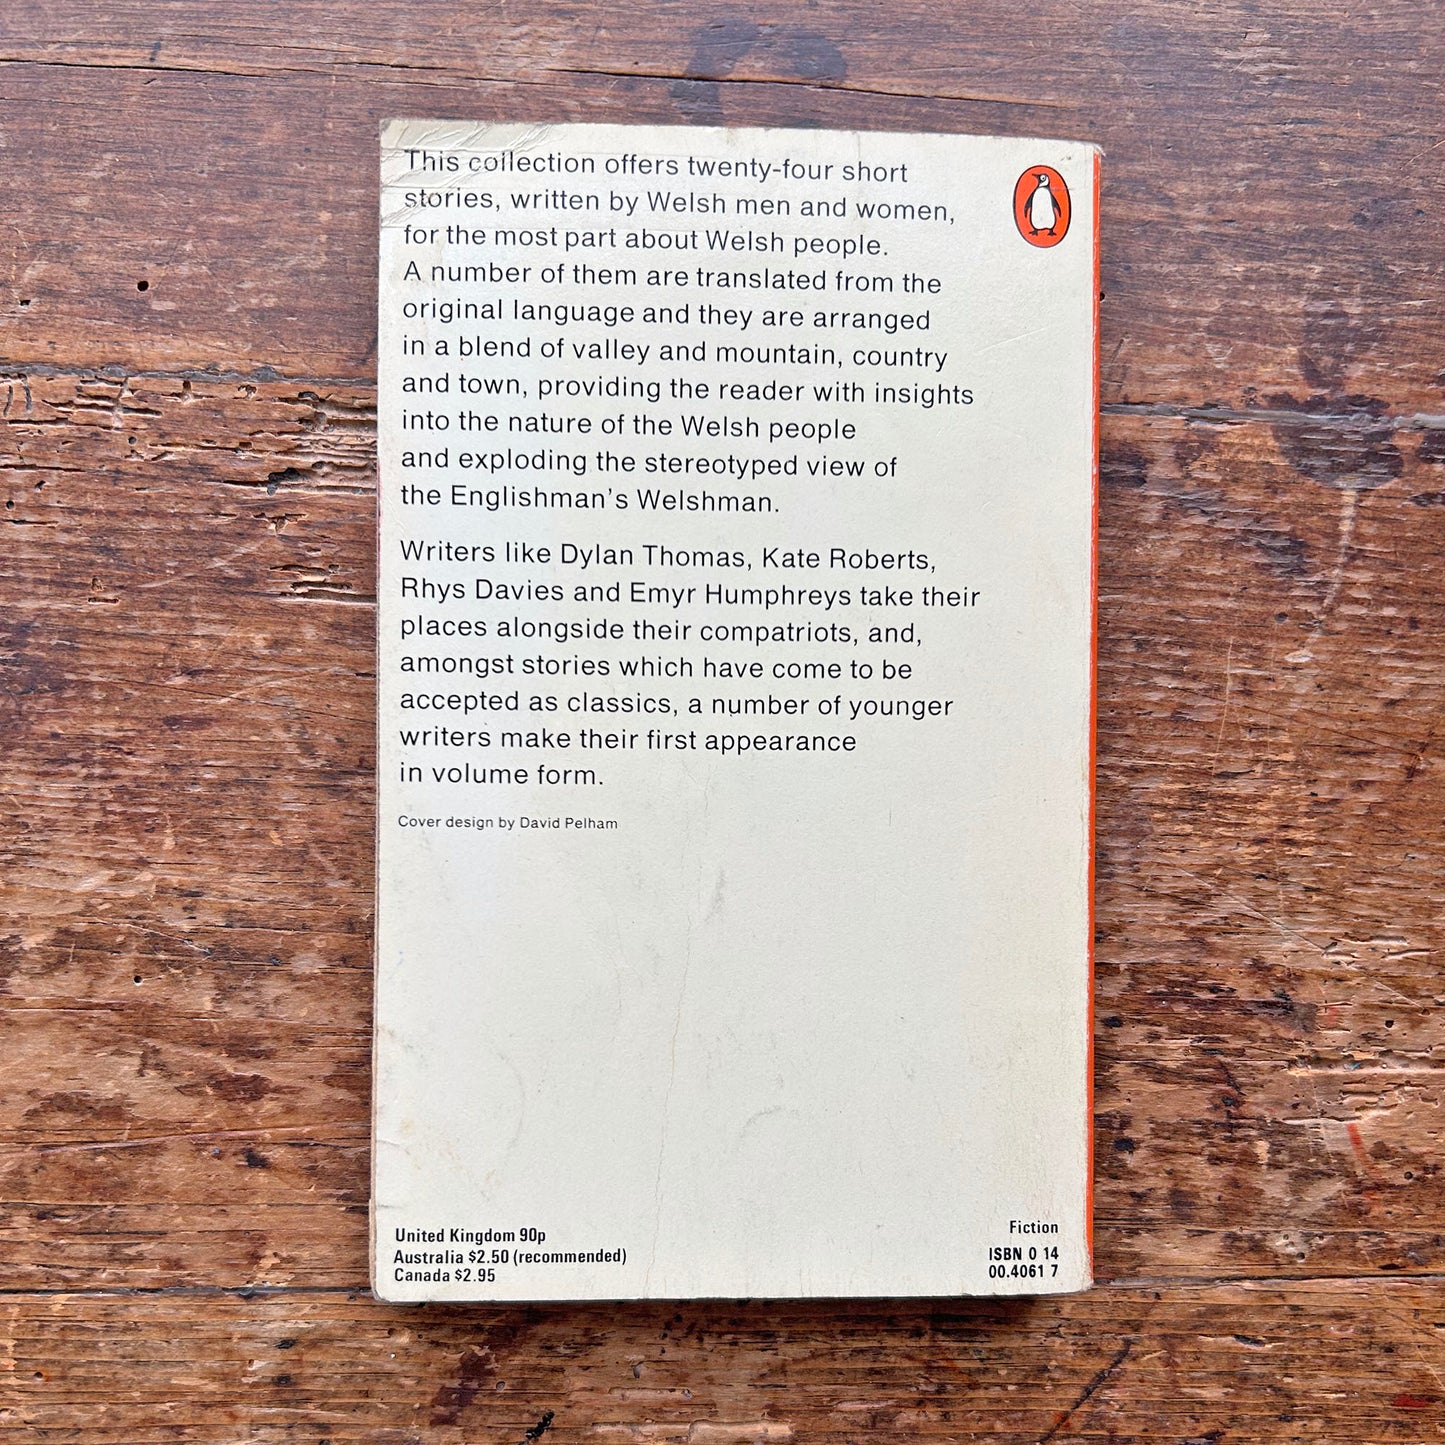 This collection offers twenty-four short
stories, written by Welsh men and women,
for the most part about Welsh people.
A number of them are translated from the
original language and they are arranged
in a blend of valley and mountain, country
and town, providing the reader with insights
into the nature of the Welsh people
and exploding the stereotyped view of
the Englishman's Welshman.
Writers like Dylan Thomas, Kate Roberts,
Rhys Davies and Emyr Humphreys take their
places alongside their compatriots, and,
amongst stories which have come to be
accepted as classics, a number of younger
writers make their first appearance
in volume form.
Cover design by David Pelham
United Kingdom 90p
Australia $2.50 (recommended)
Canada $2.95
Fiction
ISBN 0 14
00.4061 7